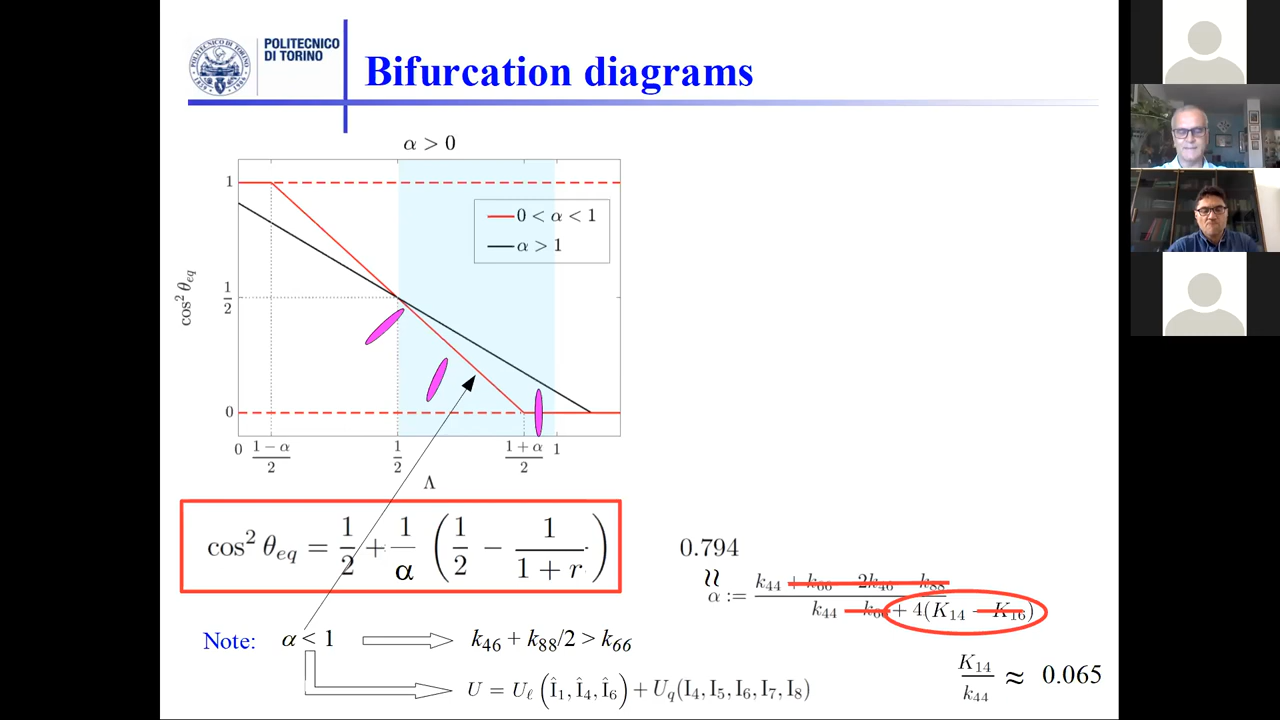 POLITECNICO
DI TORINO
Bifurcation diagrams
α > 0
1
0 < α < 1
α > 1
cos² θ_eq
1/2
0
0 (1 − α)/2 1/2 (1 + α)/2 1
Λ
cos² θ_eq = 1/2 + 1/α (1/2 − 1/(1 + r))
0.794
≈
α := (k₄₄ + k₆₆ − 2k₄₆ − k₈₈)/(k₄₄ − k₆₆ + 4(K₁₄ − K₁₆))
Note: α < 1 ⇒ k₄₆ + k₈₈/2 > k₆₆
K₁₄/k₄₄ ≈ 0.065
U = U_ℓ (Î₁, Î₄, Î₆) + U_q(I₄, I₅, I₆, I₇, I₈)